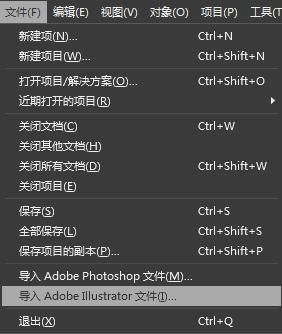 文件(F) 编辑(E) 视图(V) 对象(O) 项目(P) 工具(T
新建项(N)... Ctrl+N
新建项目(W)... Ctrl+Shift+N
打开项目/解决方案(O)... Ctrl+Shift+O
近期打开的项目(R)
关闭文档(C) Ctrl+W
关闭其他文档(H)
关闭所有文档(D) Ctrl+Shift+W
关闭项目(E)
保存(S) Ctrl+S
全部保存(L) Ctrl+Shift+S
保存项目的副本(P)... Ctrl+Shift+P
导入 Adobe Photoshop 文件(M)...
导入 Adobe Illustrator 文件(I)...
退出(X) Ctrl+Q